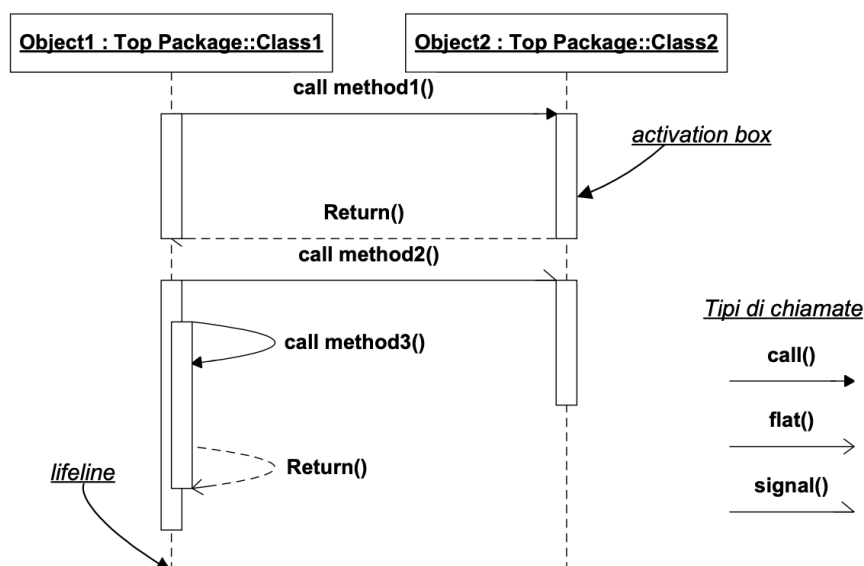 Object1 : Top Package::Class1
Object2 : Top Package::Class2
call method1()
activation box
Return()
call method2()
Tipi di chiamate
call method3()
call()
flat()
Return()
lifeline
signal()